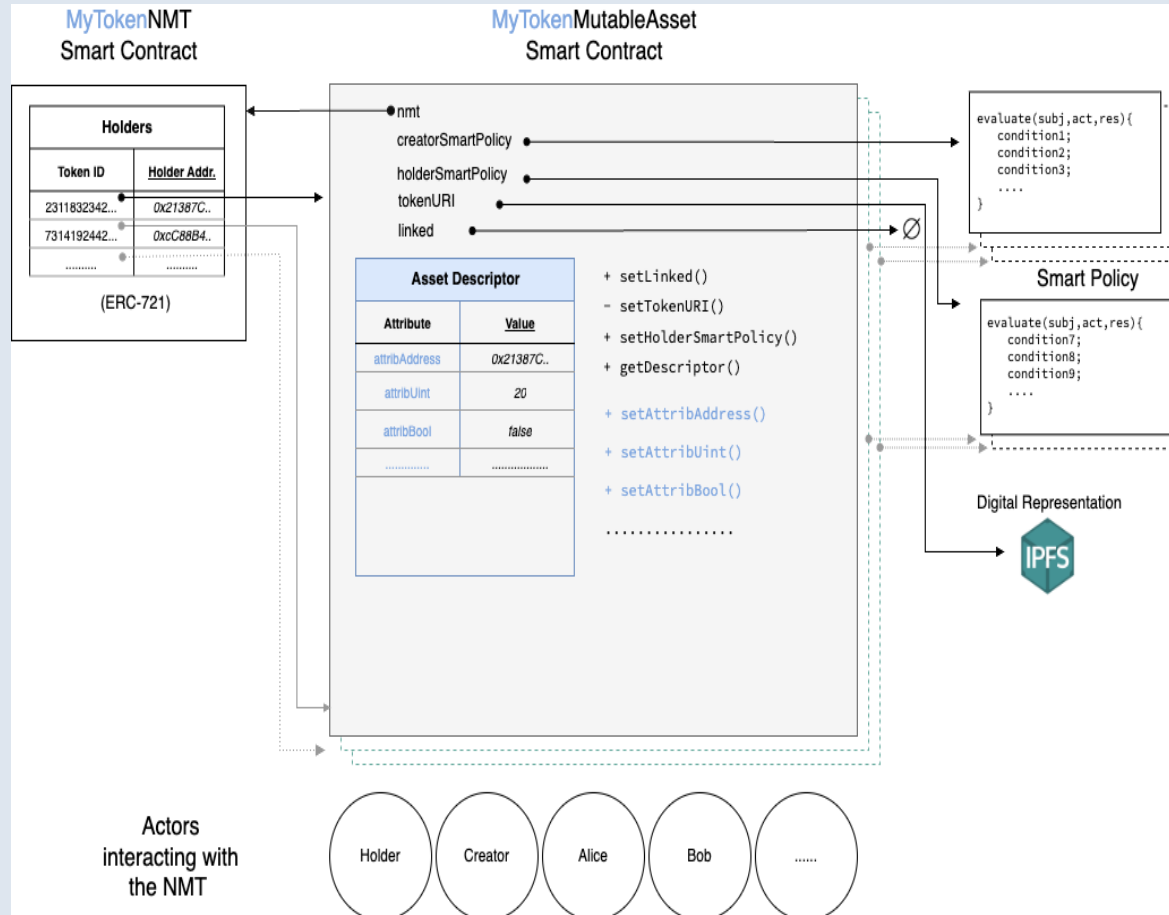 MyTokenNMT
Smart Contract
MyTokenMutableAsset
Smart Contract
Holders
Token ID
Holder Addr.
2311832342...
0x21387C..
7314192442...
0xcC88B4..
..........
..........
(ERC-721)
nmt
creatorSmartPolicy
holderSmartPolicy
tokenURI
linked
∅
Asset Descriptor
Attribute
Value
attribAddress
0x21387C..
attribUint
20
attribBool
false
.............
..................
+ setLinked()
- setTokenURI()
+ setHolderSmartPolicy()
+ getDescriptor()
+ setAttribAddress()
+ setAttribUint()
+ setAttribBool()
................
evaluate(subj,act,res){
condition1;
condition2;
condition3;
....
}
Smart Policy
evaluate(subj,act,res){
condition7;
condition8;
condition9;
....
}
Digital Representation
IPFS
Actors
interacting with
the NMT
Holder
Creator
Alice
Bob
......